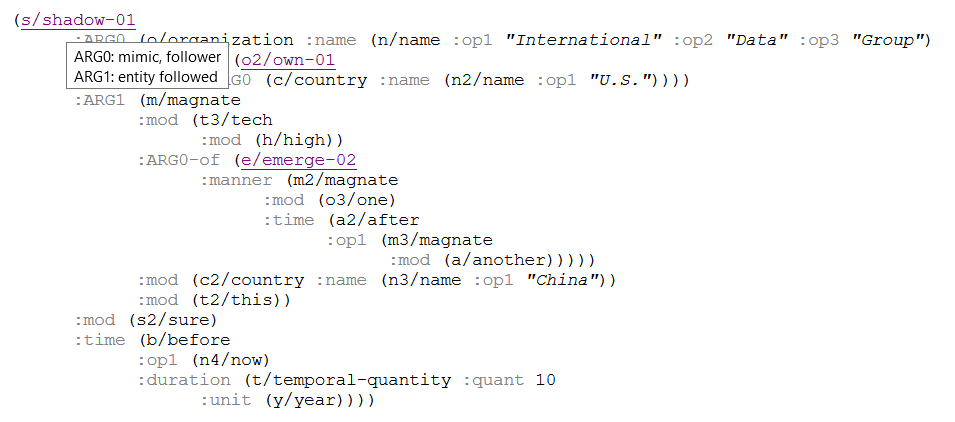 (s/shadow-01
:ARG0 (o/organization :name (n/name :op1 "International" :op2 "Data" :op3 "Group")
ARG0: mimic, follower
(o2/own-01
ARG1: entity followed
ARG0 (c/country :name (n2/name :op1 "U.S."))))
:ARG1 (m/magnate
:mod (t3/tech
:mod (h/high))
:ARG0-of (e/emerge-02
:manner (m2/magnate
:mod (o3/one)
:time (a2/after
:op1 (m3/magnate
:mod (a/another)))))
:mod (c2/country :name (n3/name :op1 "China"))
:mod (t2/this))
:mod (s2/sure)
:time (b/before
:op1 (n4/now)
:duration (t/temporal-quantity :quant 10
:unit (y/year))))